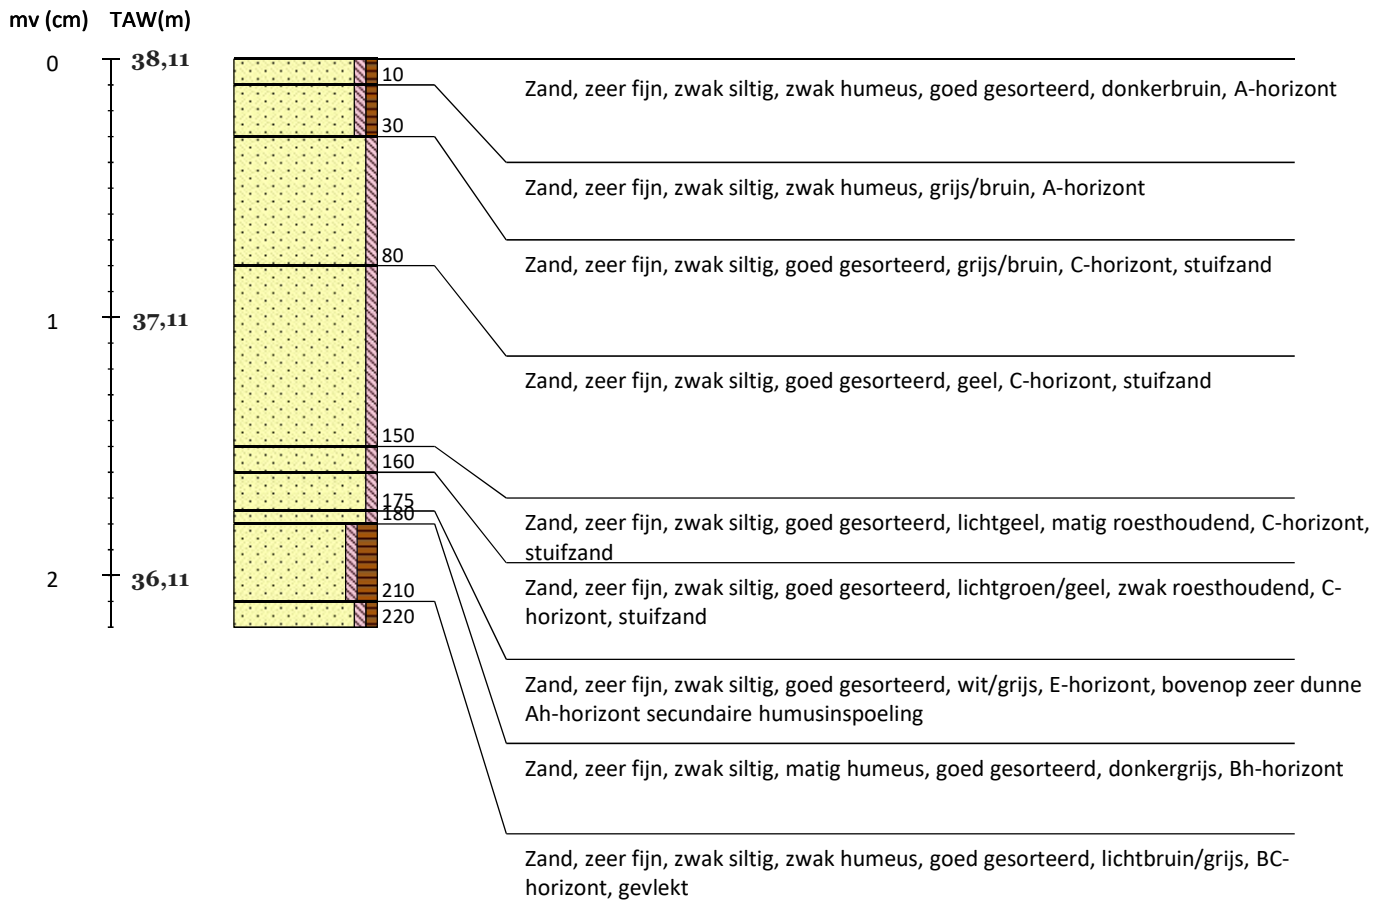 mv (cm) TAW(m)
0 38,11
10
Zand, zeer fijn, zwak siltig, zwak humeus, goed gesorteerd, donkerbruin, A-horizont
30
Zand, zeer fijn, zwak siltig, zwak humeus, grijs/bruin, A-horizont
80
Zand, zeer fijn, zwak siltig, goed gesorteerd, grijs/bruin, C-horizont, stuifzand
1 37,11
Zand, zeer fijn, zwak siltig, goed gesorteerd, geel, C-horizont, stuifzand
150
160
175
180
Zand, zeer fijn, zwak siltig, goed gesorteerd, lichtgeel, matig roesthoudend, C-horizont,
stuifzand
2 36,11
210
220
Zand, zeer fijn, zwak siltig, goed gesorteerd, lichtgroen/geel, zwak roesthoudend, C-
horizont, stuifzand
Zand, zeer fijn, zwak siltig, goed gesorteerd, wit/grijs, E-horizont, bovenop zeer dunne
Ah-horizont secundaire humusinspoeling
Zand, zeer fijn, zwak siltig, matig humeus, goed gesorteerd, donkergrijs, Bh-horizont
Zand, zeer fijn, zwak siltig, zwak humeus, goed gesorteerd, lichtbruin/grijs, BC-
horizont, gevlekt